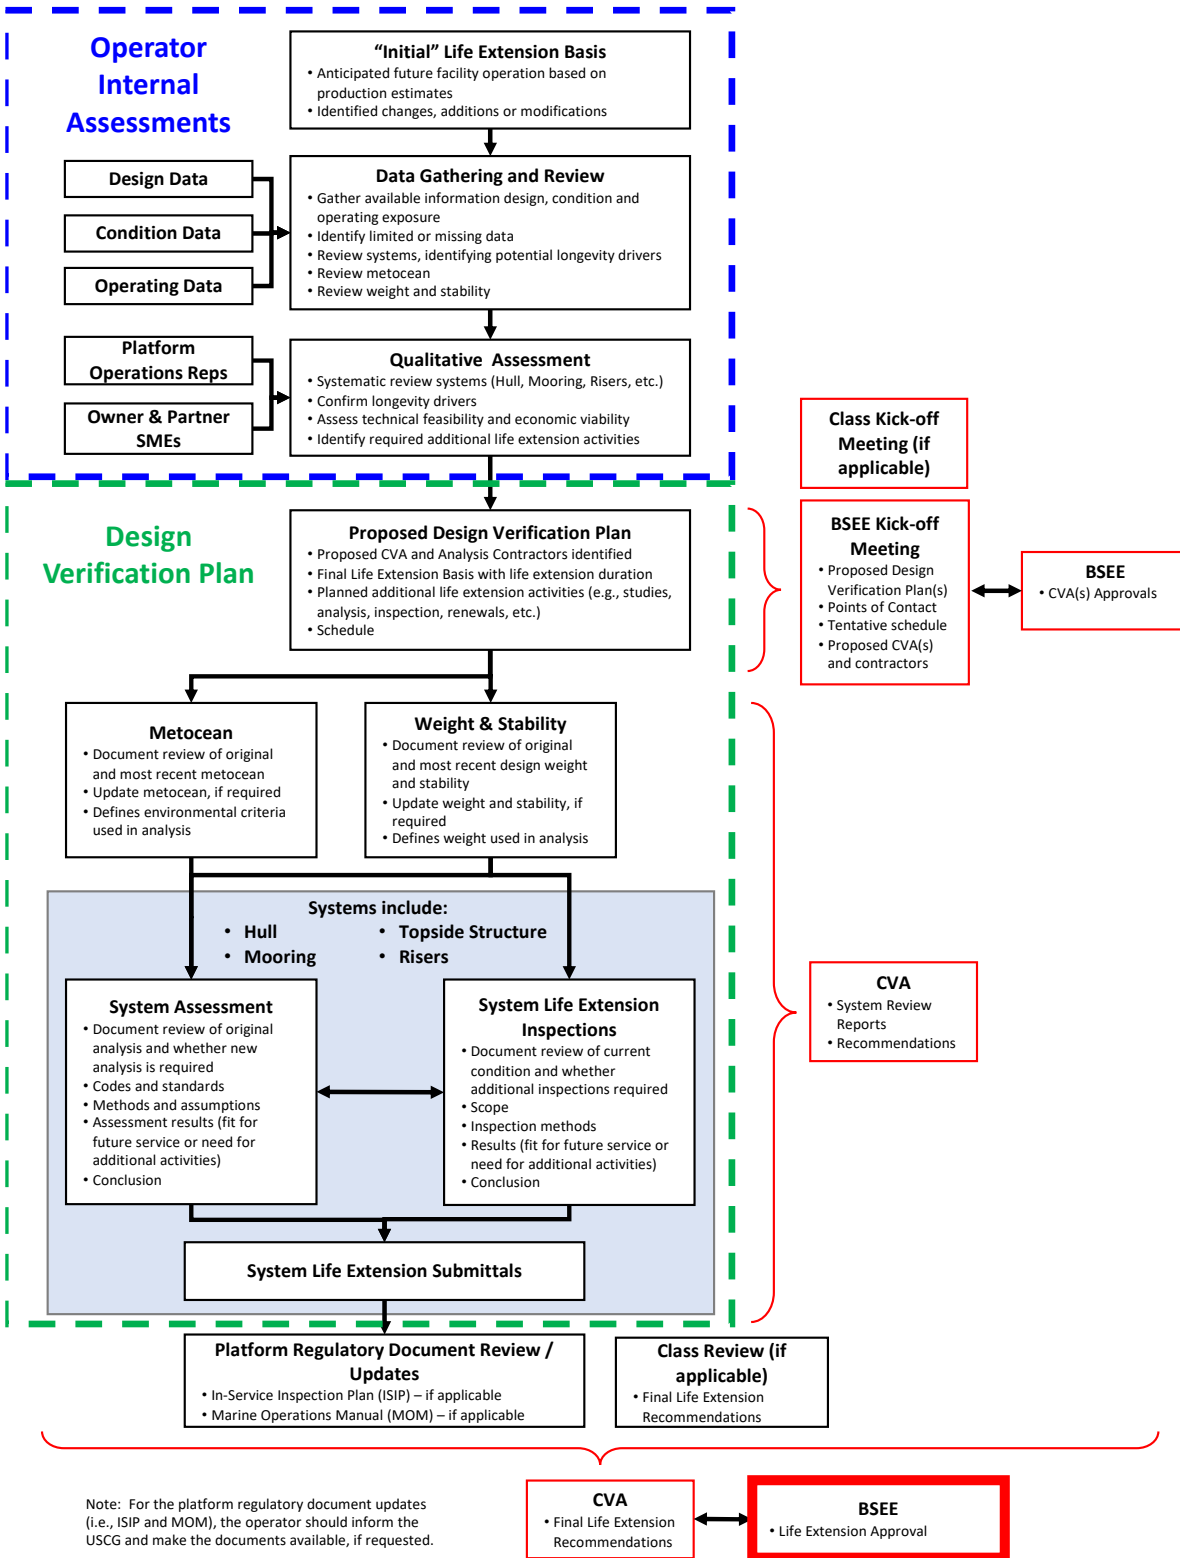 Operator
Internal
Assessments
“Initial” Life Extension Basis
• Anticipated future facility operation based on
production estimates
• Identified changes, additions or modifications
Design Data
Condition Data
Operating Data
Data Gathering and Review
• Gather available information design, condition and
operating exposure
• Identify limited or missing data
• Review systems, identifying potential longevity drivers
• Review metocean
• Review weight and stability
Platform
Operations Reps
Owner & Partner
SMEs
Qualitative Assessment
• Systematic review systems (Hull, Mooring, Risers, etc.)
• Confirm longevity drivers
• Assess technical feasibility and economic viability
• Identify required additional life extension activities
Class Kick-off
Meeting (if
applicable)
Design
Verification Plan
Proposed Design Verification Plan
• Proposed CVA and Analysis Contractors identified
• Final Life Extension Basis with life extension duration
• Planned additional life extension activities (e.g., studies,
analysis, inspection, renewals, etc.)
• Schedule
BSEE Kick-off
Meeting
• Proposed Design
Verification Plan(s)
• Points of Contact
• Tentative schedule
• Proposed CVA(s)
and contractors
BSEE
• CVA(s) Approvals
Metocean
• Document review of original
and most recent metocean
• Update metocean, if required
• Defines environmental criteria
used in analysis
Weight & Stability
• Document review of original
and most recent design weight
and stability
• Update weight and stability, if
required
• Defines weight used in analysis
Systems include:
• Hull
• Mooring
• Topside Structure
• Risers
System Assessment
• Document review of original
analysis and whether new
analysis is required
• Codes and standards
• Methods and assumptions
• Assessment results (fit for
future service or need for
additional activities)
• Conclusion
System Life Extension
Inspections
• Document review of current
condition and whether
additional inspections required
• Scope
• Inspection methods
• Results (fit for future service or
need for additional activities)
• Conclusion
CVA
• System Review
Reports
• Recommendations
System Life Extension Submittals
Platform Regulatory Document Review /
Updates
• In-Service Inspection Plan (ISIP) – if applicable
• Marine Operations Manual (MOM) – if applicable
Class Review (if
applicable)
• Final Life Extension
Recommendations
Note: For the platform regulatory document updates
(i.e., ISIP and MOM), the operator should inform the
USCG and make the documents available, if requested.
CVA
• Final Life Extension
Recommendations
BSEE
• Life Extension Approval